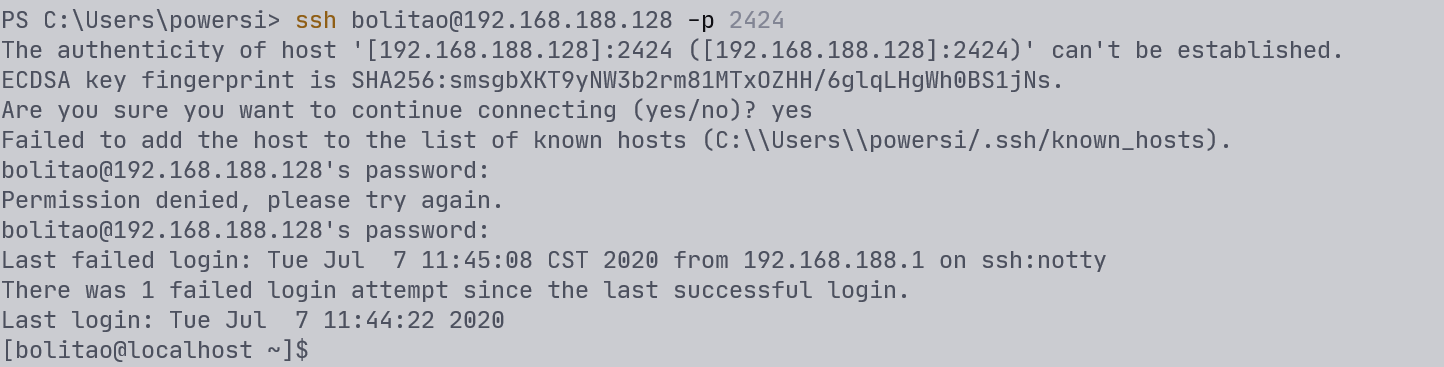 PS C:\Users\powersi> ssh bolitao@192.168.188.128 -p 2424
The authenticity of host '[192.168.188.128]:2424 ([192.168.188.128]:2424)' can't be established.
ECDSA key fingerprint is SHA256:smsgbXKT9yNW3b2rm81MTxOZHH/6glqLHgWh0BS1jNs.
Are you sure you want to continue connecting (yes/no)? yes
Failed to add the host to the list of known hosts (C:\\Users\\powersi/.ssh/known_hosts).
bolitao@192.168.188.128's password:
Permission denied, please try again.
bolitao@192.168.188.128's password:
Last failed login: Tue Jul  7 11:45:08 CST 2020 from 192.168.188.1 on ssh:notty
There was 1 failed login attempt since the last successful login.
Last login: Tue Jul  7 11:44:22 2020
[bolitao@localhost ~]$